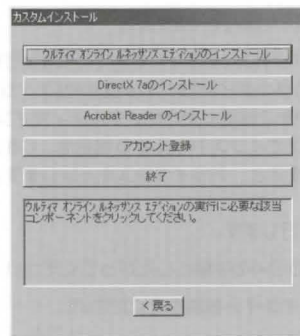 カスタムインストール
ウルティマ オンライン ルネッサンス エディションのインストール
DirectX 7aのインストール
Acrobat Reader のインストール
アカウント登録
終了
ウルティマ オンライン ルネッサンス エディションの実行に必要な該当
コンポーネントをクリックしてください。
< 戻る